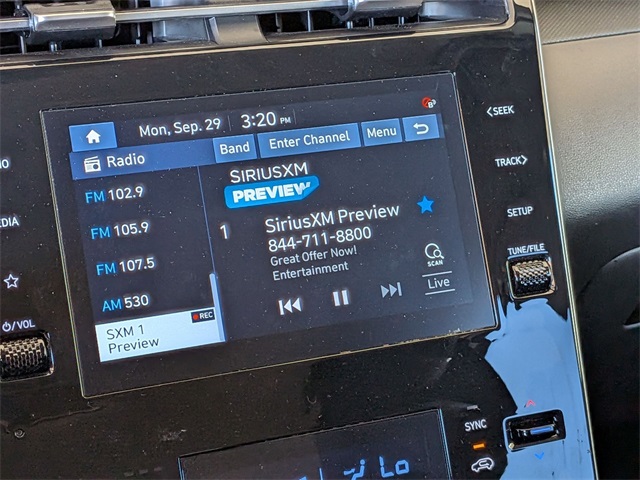 Mon, Sep. 29 3:20 PM
Radio Band Enter Channel Menu
FM 102.9
FM 105.9
FM 107.5
AM 530
SXM 1 REC
Preview
SIRIUSXM
PREVIEW
1 SiriusXM Preview
844-711-8800
Great Offer Now!
Entertainment
SCAN
Live
<SEEK
TRACK>
SETUP
TUNE/FILE
/VOL
SYNC
Lo